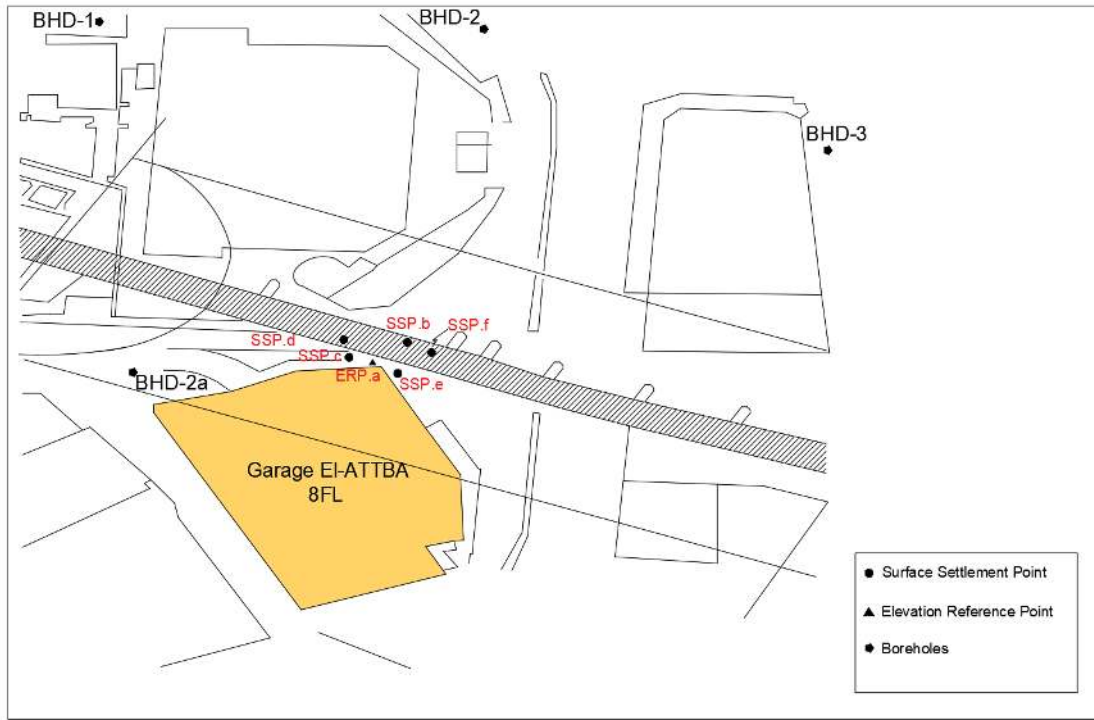 BHD-1
BHD-2
BHD-3
SSP.b
SSP.f
SSP.d
SSP.c
ERP.a
SSP.e
BHD-2a
Garage El-ATTBA
8FL
Surface Settlement Point
Elevation Reference Point
Boreholes